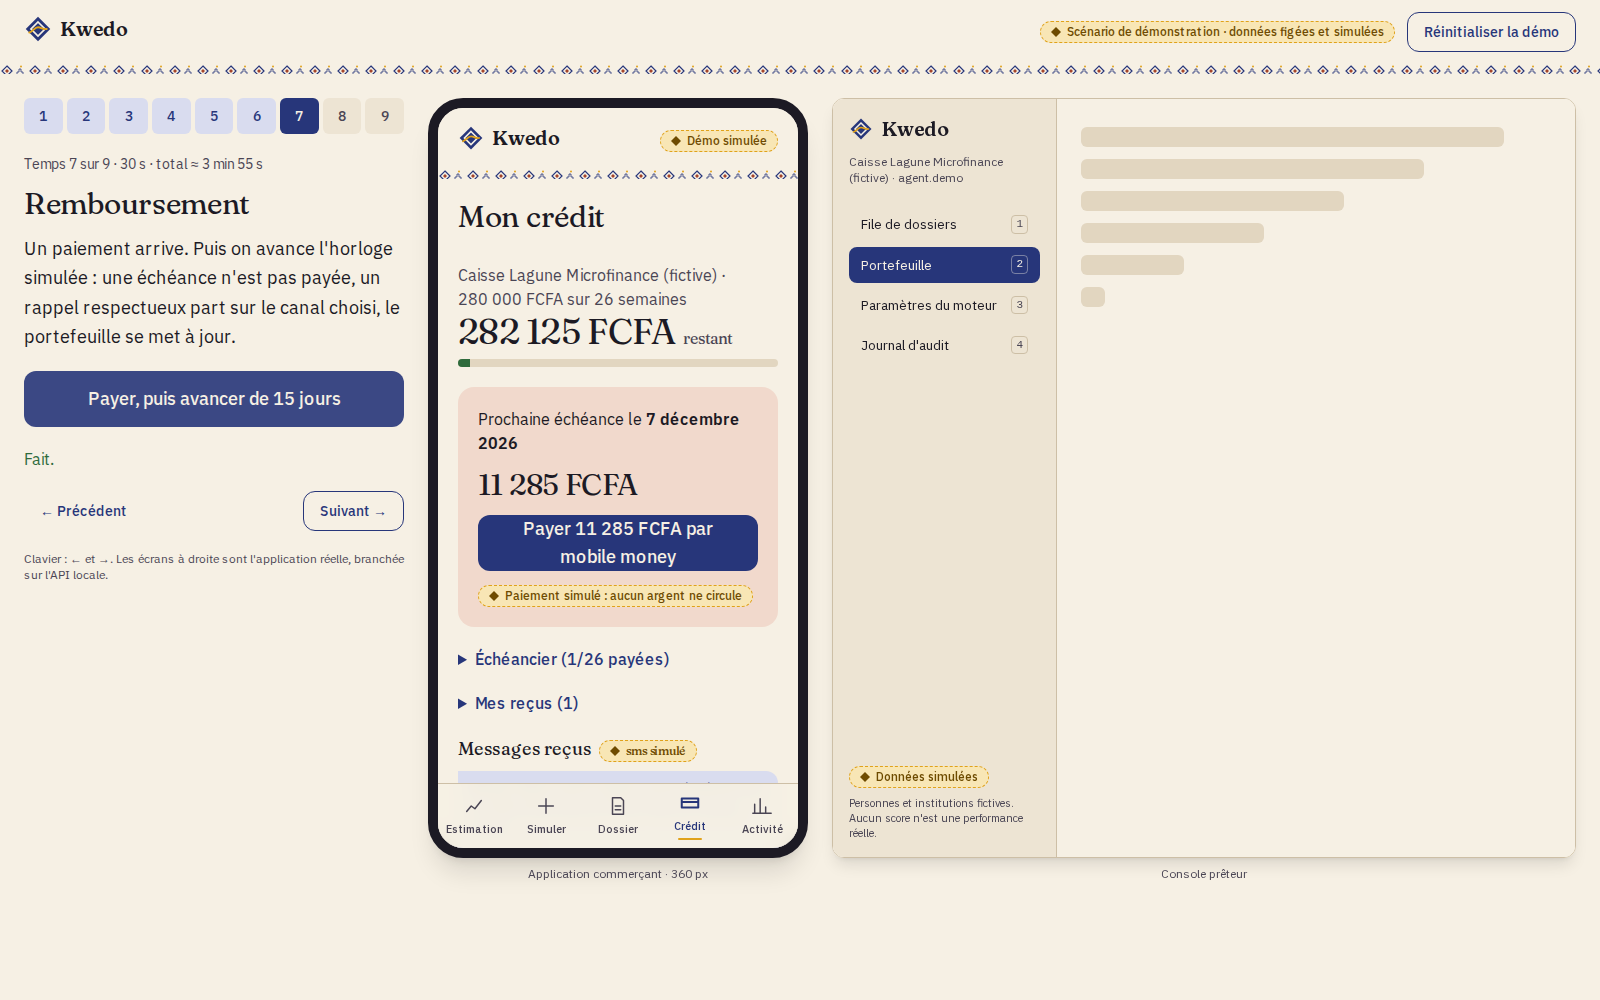 Kwedo
Scénario de démonstration · données figées et simulées
Réinitialiser la démo
1 2 3 4 5 6 7 8 9
Temps 7 sur 9 · 30 s · total ≈ 3 min 55 s
Remboursement
Un paiement arrive. Puis on avance l'horloge
simulée : une échéance n'est pas payée, un
rappel respectueux part sur le canal choisi, le
portefeuille se met à jour.
Payer, puis avancer de 15 jours
Fait.
← Précédent
Suivant →
Clavier : ← et →. Les écrans à droite sont l'application réelle, branchée
sur l'API locale.
Kwedo
Démo simulée
Mon crédit
Caisse Lagune Microfinance (fictive) ·
280 000 FCFA sur 26 semaines
282 125 FCFA restant
Prochaine échéance le 7 décembre
2026
11 285 FCFA
Payer 11 285 FCFA par
mobile money
Paiement simulé : aucun argent ne circule
Échéancier (1/26 payées)
Mes reçus (1)
Messages reçus
sms simulé
Estimation
Simuler
Dossier
Crédit
Activité
Application commerçant · 360 px
Kwedo
Caisse Lagune Microfinance
(fictive) · agent.demo
File de dossiers 1
Portefeuille 2
Paramètres du moteur 3
Journal d'audit 4
Données simulées
Personnes et institutions fictives.
Aucun score n'est une performance
réelle.
Console prêteur